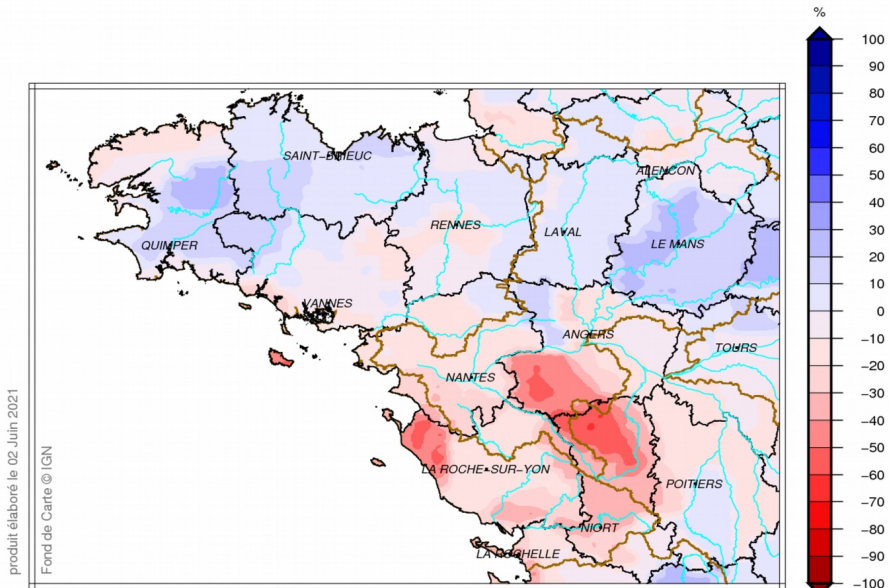 %
100
90
80
70
60
50
40
30
20
10
0
−10
−20
−30
−40
−50
−60
−70
−80
−90
−100
SAINT−BRIEUC
ALENCON
RENNES
LAVAL
LE MANS
QUIMPER
VANNES
ANGERS
TOURS
NANTES
LA ROCHE−SUR−YON
POITIERS
NIORT
LA ROCHELLE
produit élaboré le 02 Juin 2021
Fond de Carte © IGN